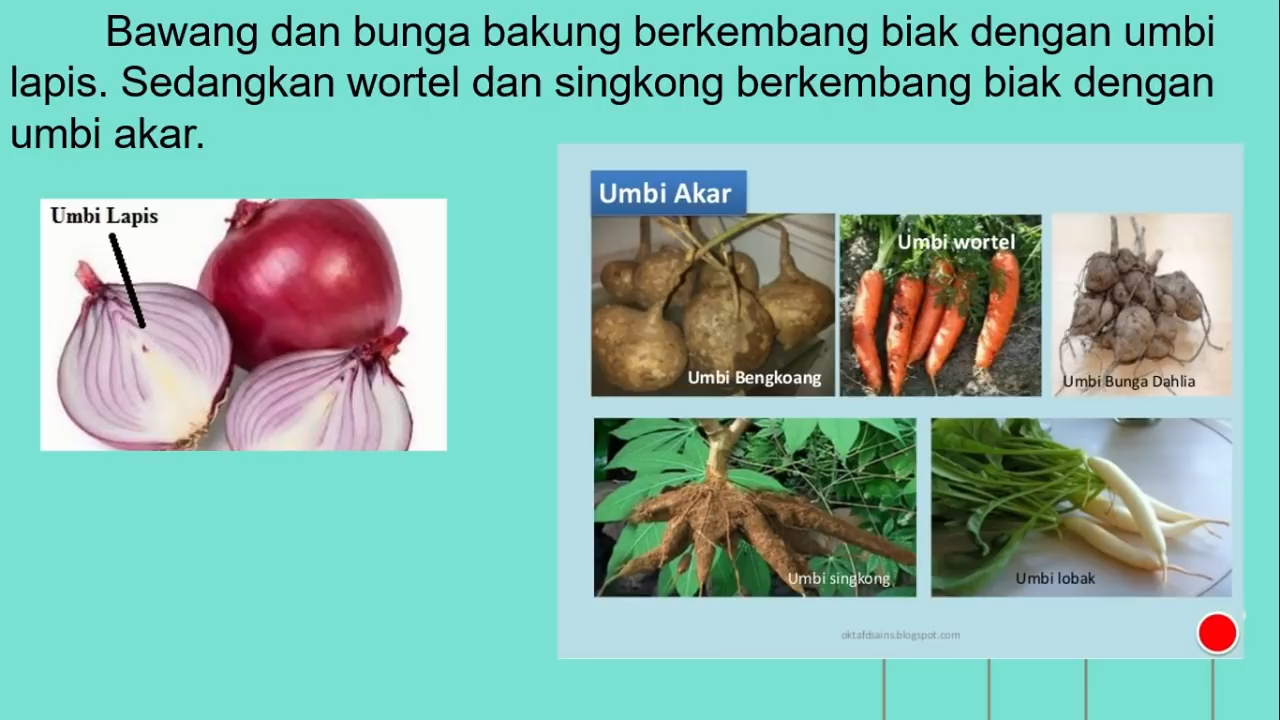 Bawang dan bunga bakung berkembang biak dengan umbi
lapis. Sedangkan wortel dan singkong berkembang biak dengan
umbi akar.
Umbi Lapis
Umbi Akar
Umbi Bengkoang
Umbi wortel
Umbi Bunga Dahlia
Umbi singkong
Umbi lobak
oktafdsains.blogspot.com